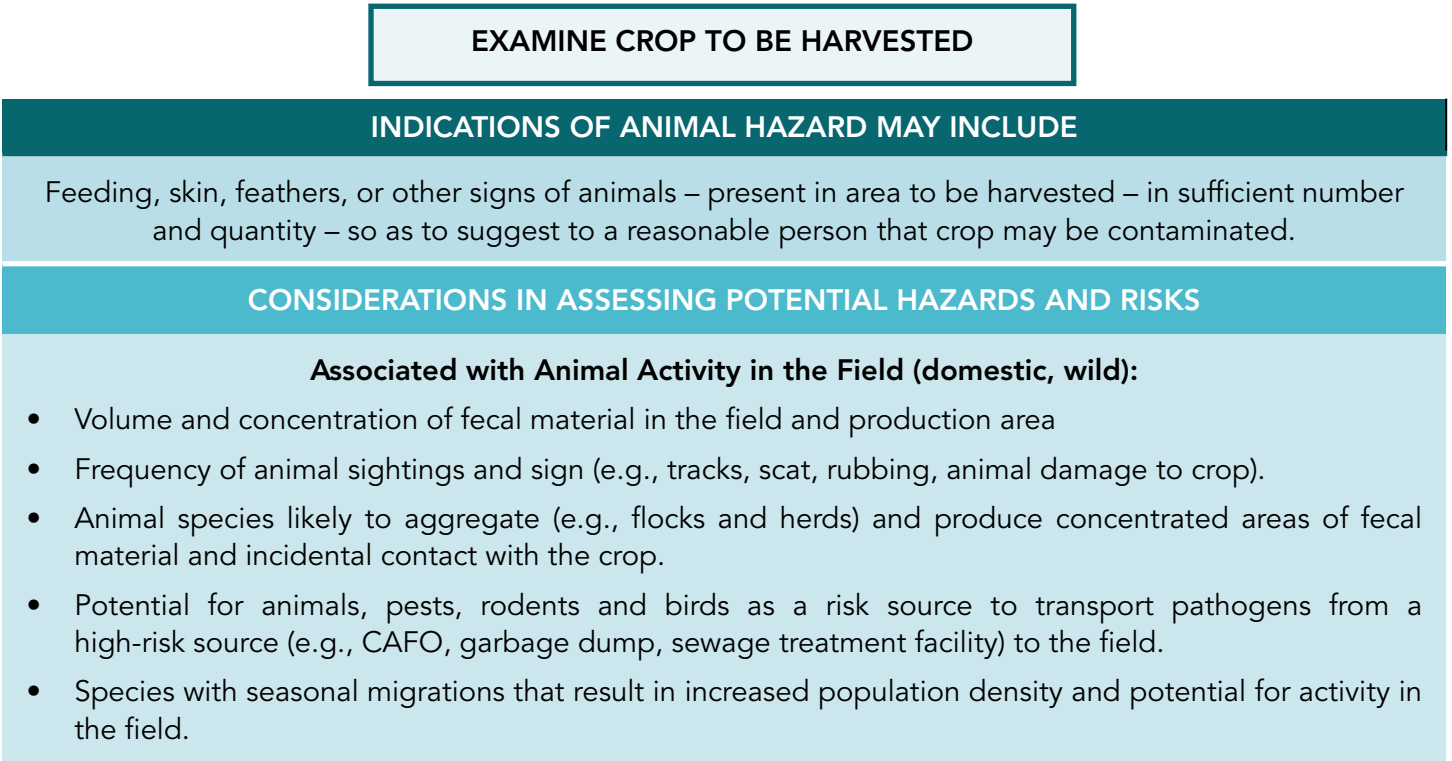 EXAMINE CROP TO BE HARVESTED
INDICATIONS OF ANIMAL HAZARD MAY INCLUDE
Feeding, skin, feathers, or other signs of animals – present in area to be harvested – in sufficient number
and quantity – so as to suggest to a reasonable person that crop may be contaminated.
CONSIDERATIONS IN ASSESSING POTENTIAL HAZARDS AND RISKS
Associated with Animal Activity in the Field (domestic, wild):
• Volume and concentration of fecal material in the field and production area
• Frequency of animal sightings and sign (e.g., tracks, scat, rubbing, animal damage to crop).
• Animal species likely to aggregate (e.g., flocks and herds) and produce concentrated areas of fecal
material and incidental contact with the crop.
• Potential for animals, pests, rodents and birds as a risk source to transport pathogens from a
high-risk source (e.g., CAFO, garbage dump, sewage treatment facility) to the field.
• Species with seasonal migrations that result in increased population density and potential for activity in
the field.